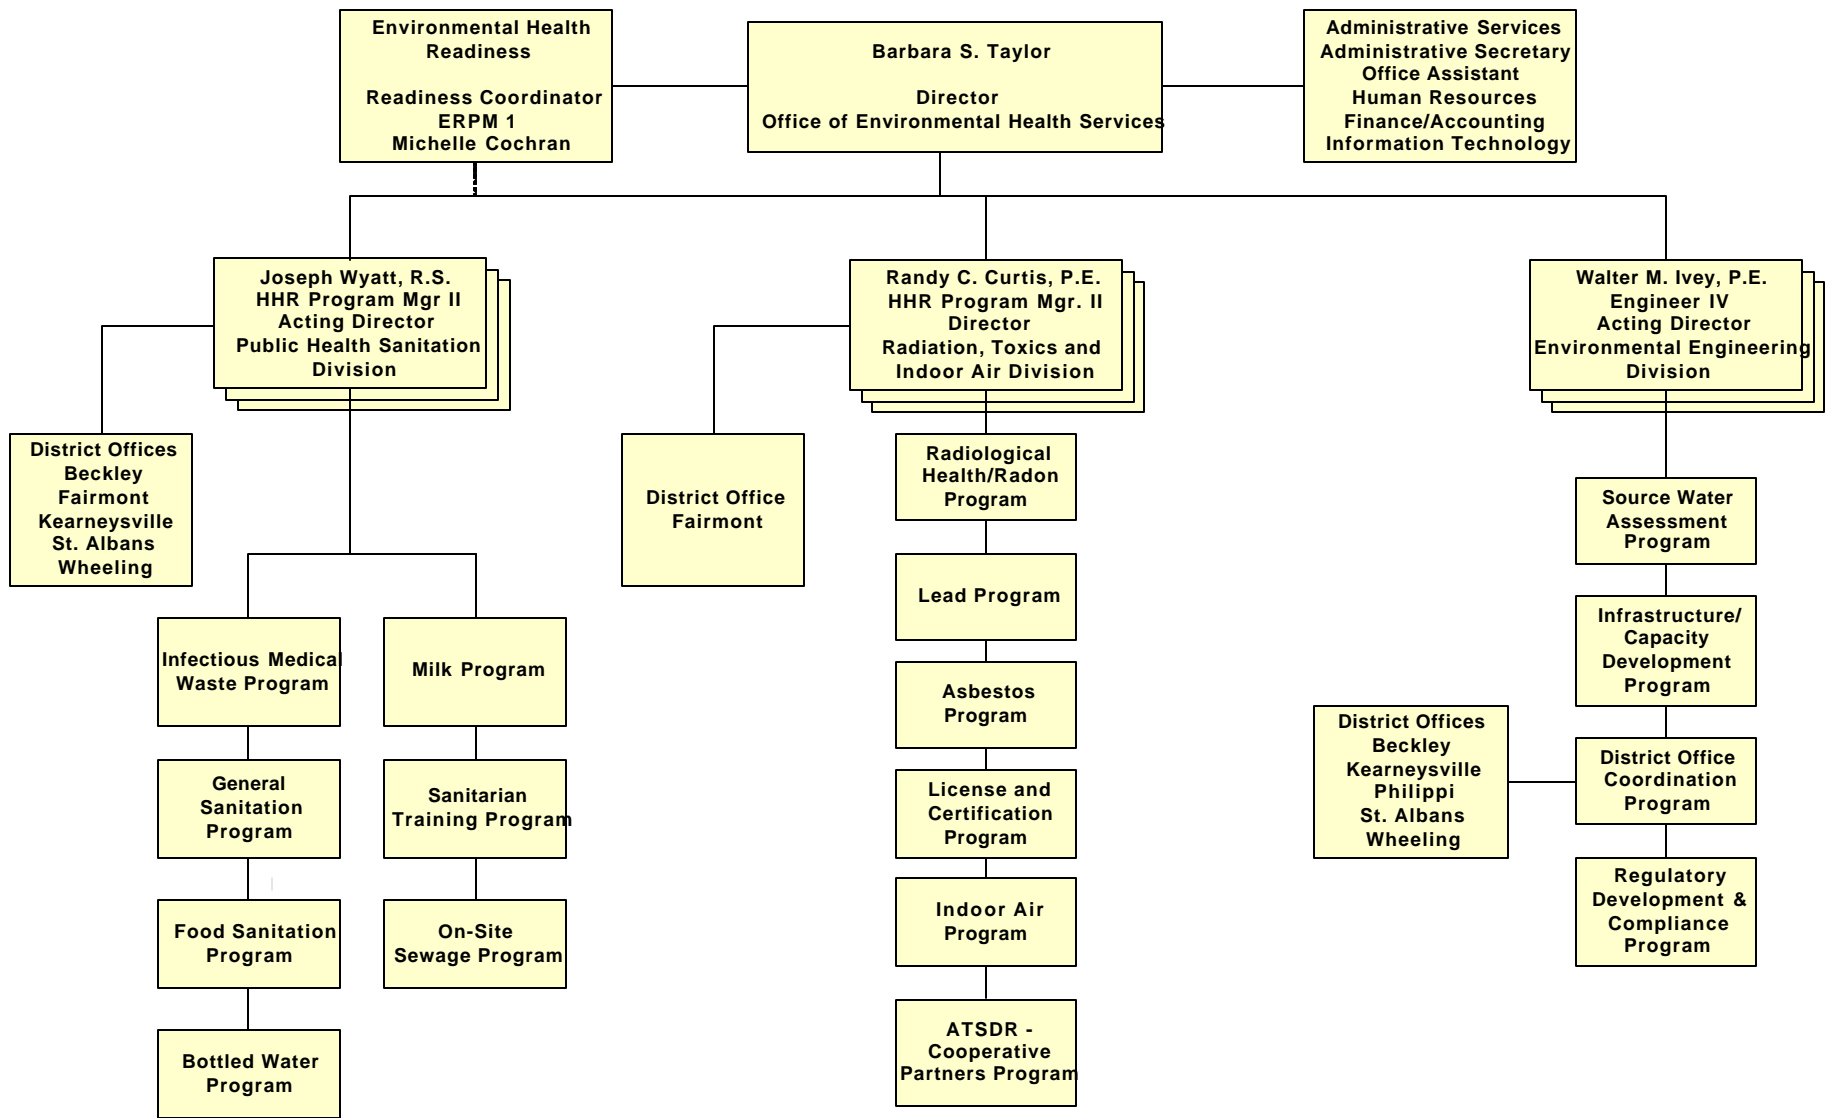 Environmental Health
Readiness
Readiness Coordinator
ERPM 1
Michelle Cochran
Barbara S. Taylor
Director
Office of Environmental Health Services
Administrative Services
Administrative Secretary
Office Assistant
Human Resources
Finance/Accounting
Information Technology
Joseph Wyatt, R.S.
HHR Program Mgr II
Acting Director
Public Health Sanitation
Division
Randy C. Curtis, P.E.
HHR Program Mgr. II
Director
Radiation, Toxics and
Indoor Air Division
Walter M. Ivey, P.E.
Engineer IV
Acting Director
Environmental Engineering
Division
District Offices
Beckley
Fairmont
Kearneysville
St. Albans
Wheeling
Infectious Medical
Waste Program
General
Sanitation
Program
Food Sanitation
Program
Bottled Water
Program
Milk Program
Sanitarian
Training Program
On-Site
Sewage Program
District Office
Fairmont
Radiological
Health/Radon
Program
Lead Program
Asbestos
Program
License and
Certification
Program
Indoor Air
Program
ATSDR -
Cooperative
Partners Program
Source Water
Assessment
Program
Infrastructure/
Capacity
Development
Program
District Offices
Beckley
Kearneysville
Philippi
St. Albans
Wheeling
District Office
Coordination
Program
Regulatory
Development &
Compliance
Program